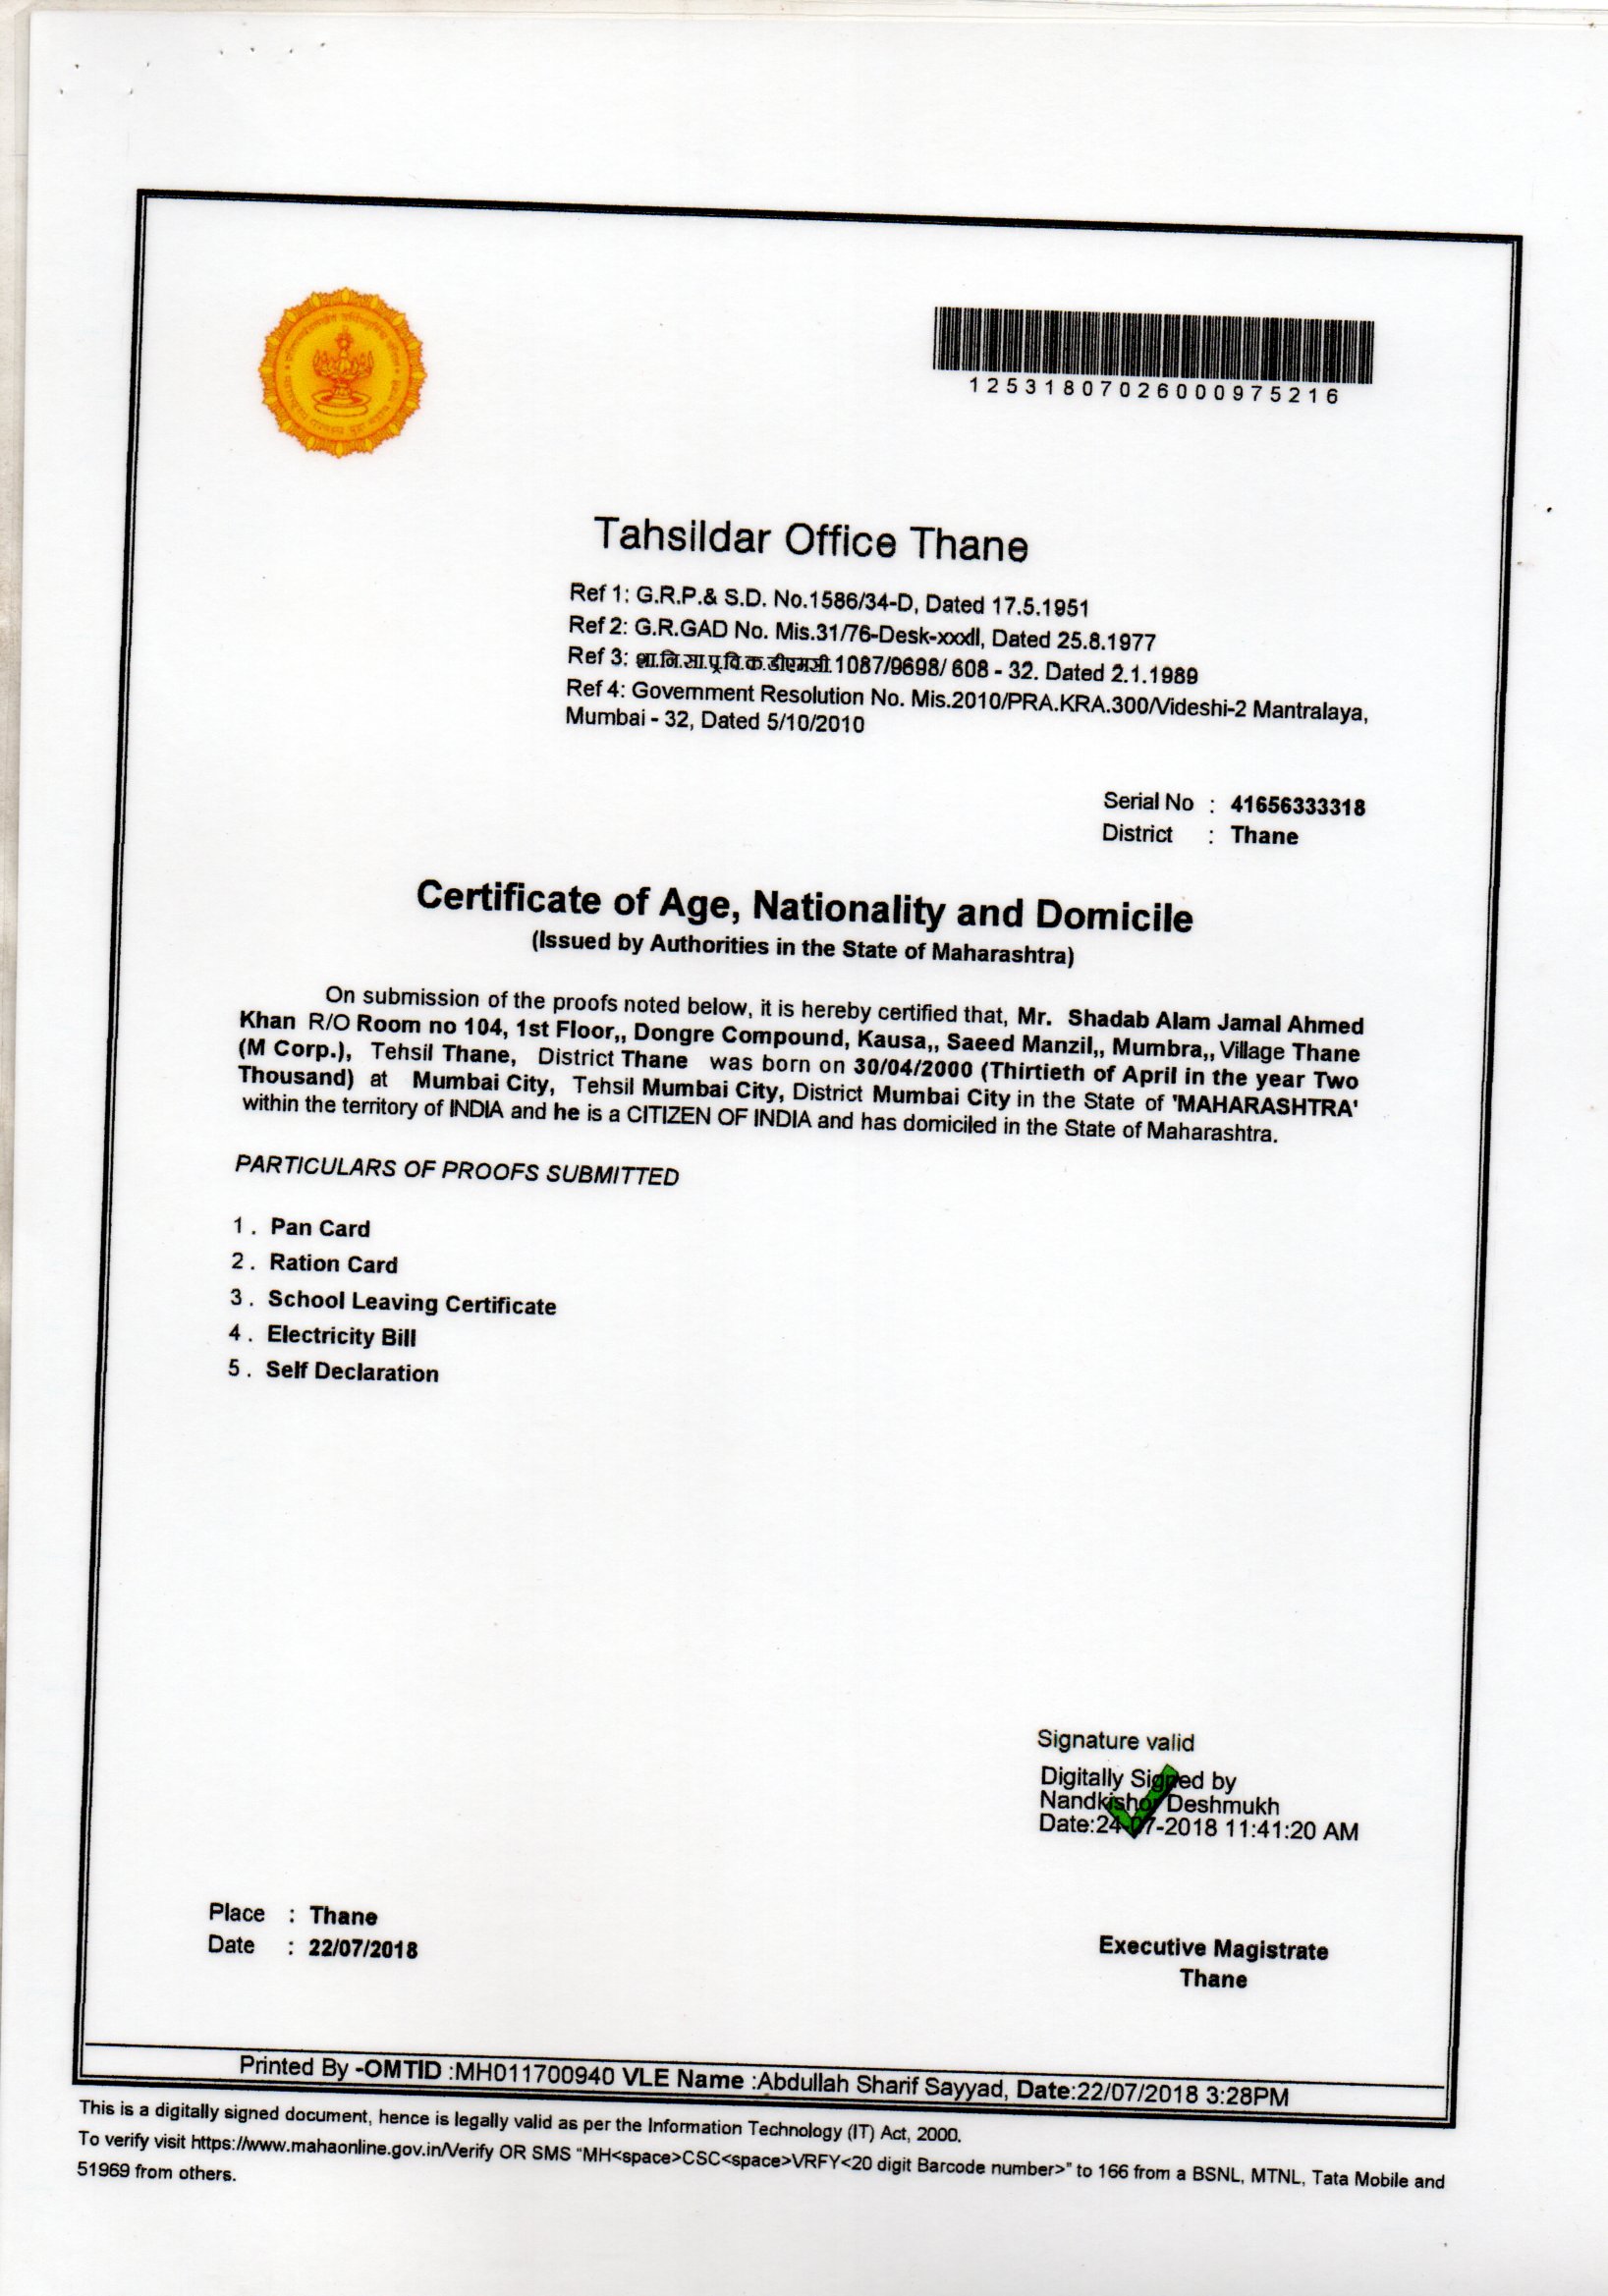 12531807026000975216
Tahsildar Office Thane
Ref 1: G.R.P.& S.D. No.1586/34-D, Dated 17.5.1951
Ref 2: G.R.GAD No. Mis.31/76-Desk-xxxII, Dated 25.8.1977
Ref 3: शा.नि.सा.प्र.वि.क.डीएमसी.1087/9698/ 608 - 32. Dated 2.1.1989
Ref 4: Government Resolution No. Mis.2010/PRA.KRA.300/Videshi-2 Mantralaya,
Mumbai - 32, Dated 5/10/2010
Serial No : 41656333318
District : Thane
Certificate of Age, Nationality and Domicile
(Issued by Authorities in the State of Maharashtra)
On submission of the proofs noted below, it is hereby certified that, Mr. Shadab Alam Jamal Ahmed
Khan R/O Room no 104, 1st Floor,, Dongre Compound, Kausa,, Saeed Manzil,, Mumbra,, Village Thane
(M Corp.), Tehsil Thane, District Thane was born on 30/04/2000 (Thirtieth of April in the year Two
Thousand) at Mumbai City, Tehsil Mumbai City, District Mumbai City in the State of 'MAHARASHTRA'
within the territory of INDIA and he is a CITIZEN OF INDIA and has domiciled in the State of Maharashtra.
PARTICULARS OF PROOFS SUBMITTED
1 . Pan Card
2 . Ration Card
3 . School Leaving Certificate
4 . Electricity Bill
5 . Self Declaration
Signature valid
Digitally Signed by
Nandkishor Deshmukh
Date:24-07-2018 11:41:20 AM
Place : Thane
Date : 22/07/2018
Executive Magistrate
Thane
Printed By -OMTID :MH011700940 VLE Name :Abdullah Sharif Sayyad, Date:22/07/2018 3:28PM
This is a digitally signed document, hence is legally valid as per the Information Technology (IT) Act, 2000.
To verify visit https://www.mahaonline.gov.in/Verify OR SMS "MH<space>CSC<space>VRFY<20 digit Barcode number>" to 166 from a BSNL, MTNL, Tata Mobile and
51969 from others.